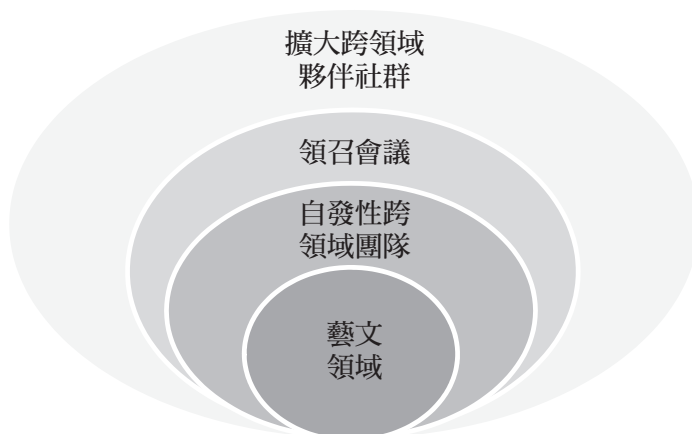 擴大跨領域
夥伴社群
領召會議
自發性跨
領域團隊
藝文
領域